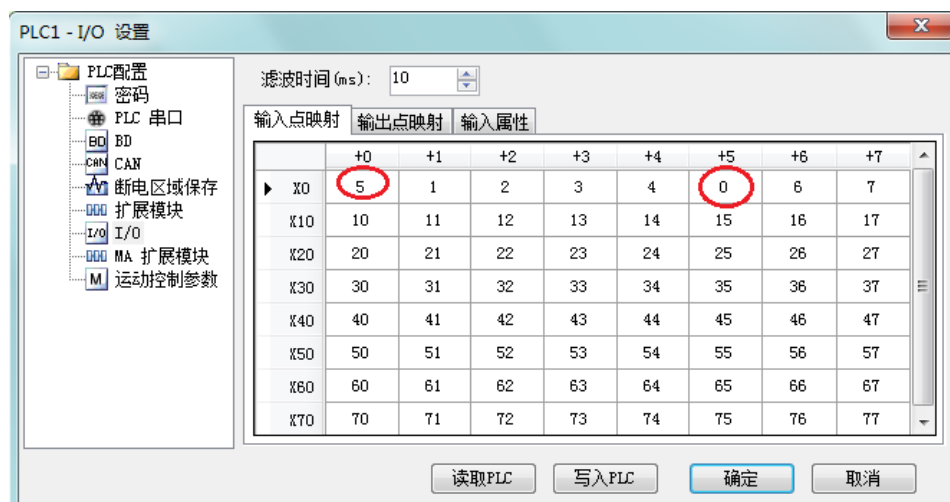 PLC1 - I/O 设置
PLC配置
密码
PLC 串口
BD BD
CAN CAN
断电区域保存
扩展模块
I/O I/O
MA 扩展模块
M 运动控制参数
滤波时间(ms): 10
输入点映射 输出点映射 输入属性
+0 +1 +2 +3 +4 +5 +6 +7
X0 5 1 2 3 4 0 6 7
X10 10 11 12 13 14 15 16 17
X20 20 21 22 23 24 25 26 27
X30 30 31 32 33 34 35 36 37
X40 40 41 42 43 44 45 46 47
X50 50 51 52 53 54 55 56 57
X60 60 61 62 63 64 65 66 67
X70 70 71 72 73 74 75 76 77
读取PLC 写入PLC 确定 取消